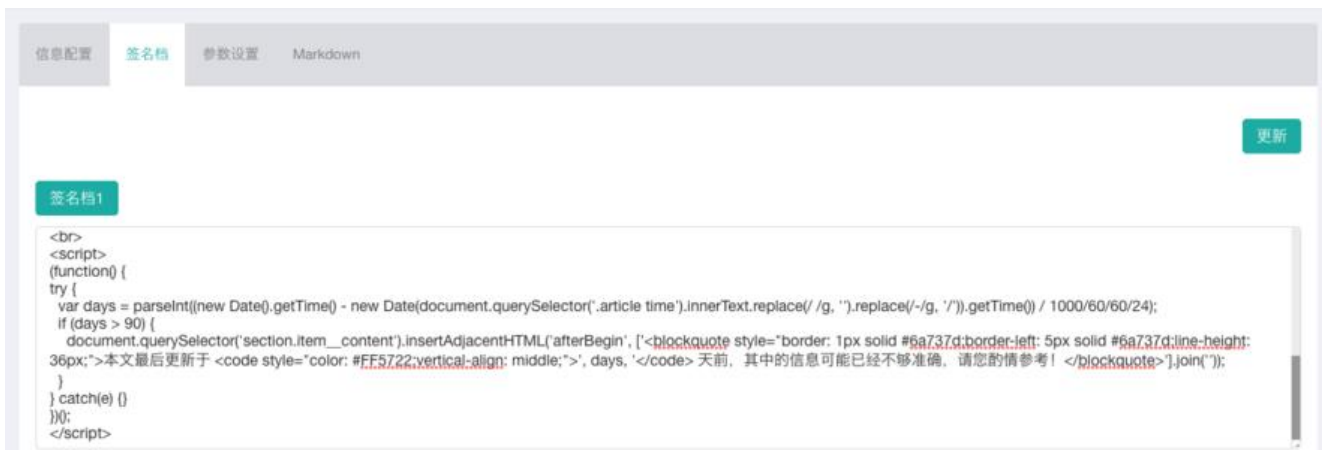 信息配置 签名档 参数设置 Markdown
更新
签名档1
<br>
<script>
(function() {
try {
var days = parseInt((new Date().getTime() - new Date(document.querySelector('.article time').innerText.replace(/ /g, '').replace(/-/g, '/')).getTime()) / 1000/60/60/24);
if (days > 90) {
document.querySelector('section.item__content').insertAdjacentHTML('afterBegin', ['<blockquote style="border: 1px solid #6a737d;border-left: 5px solid #6a737d;line-height:
36px;">本文最后更新于 <code style="color: #FF5722;vertical-align: middle;">', days, '</code> 天前，其中的信息可能已经不够准确，请您酌情参考！</blockquote>'].join(''));
}
} catch(e) {}
})();
</script>